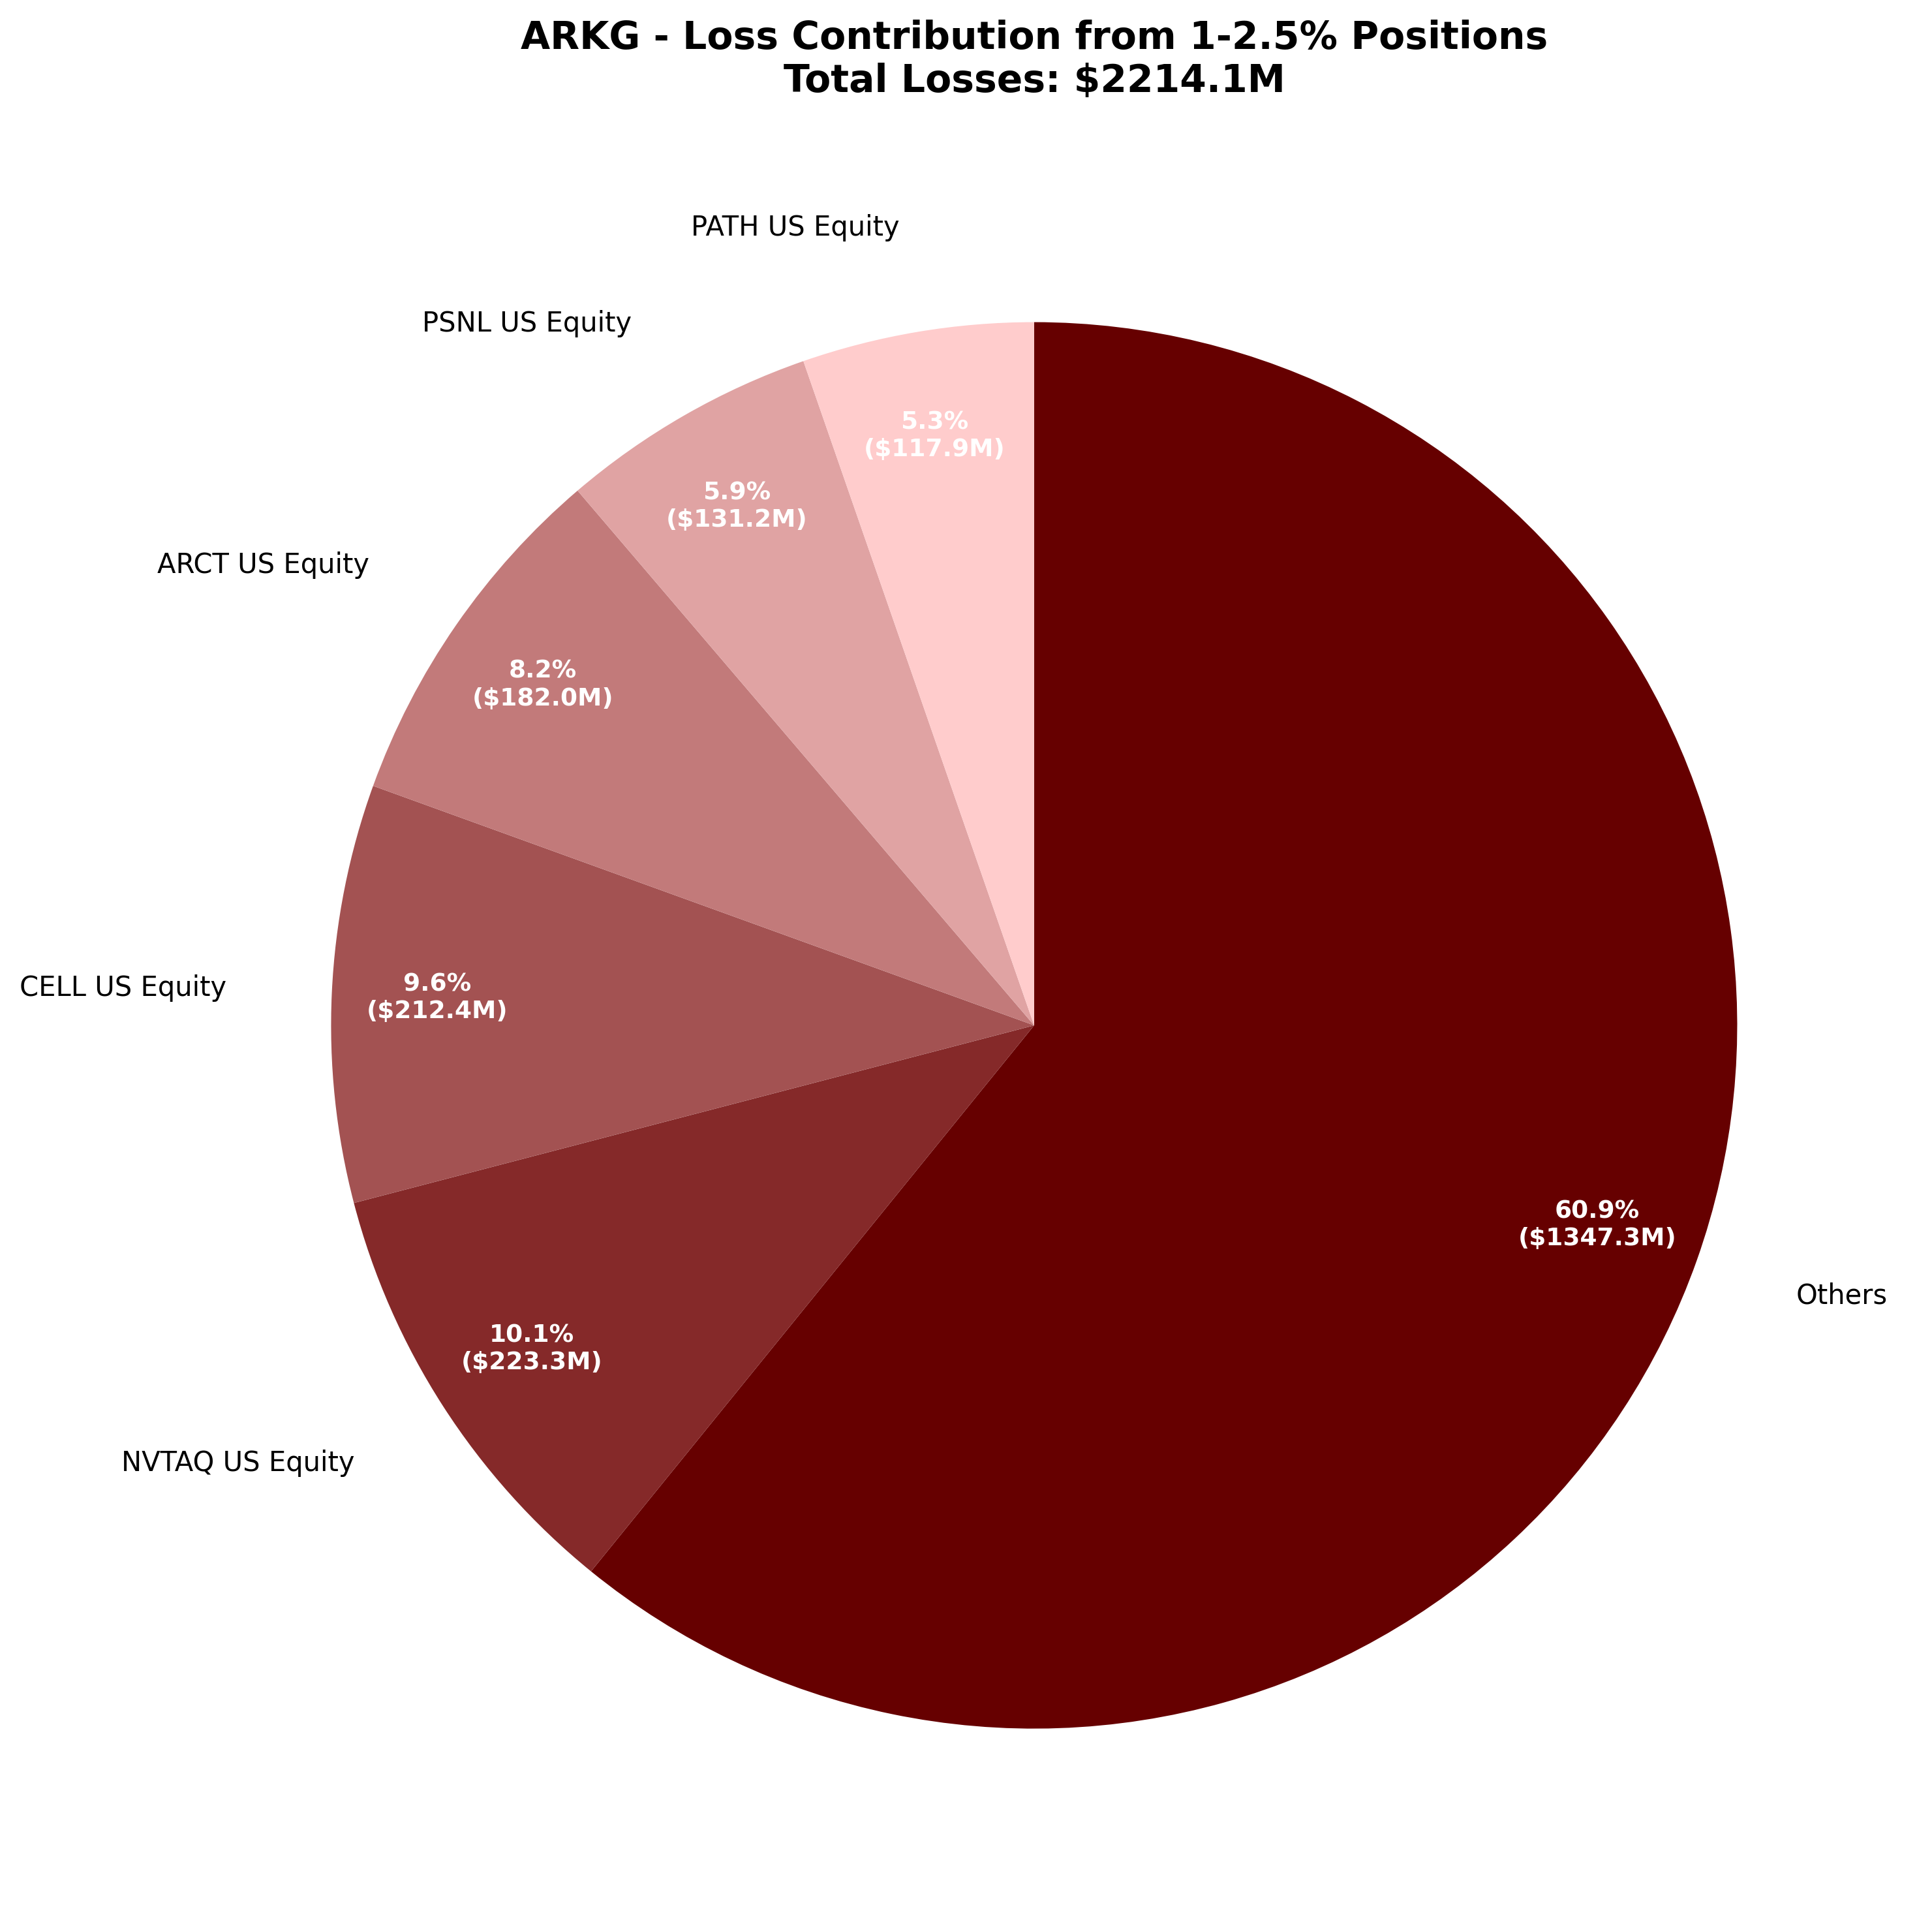 ARKG - Loss Contribution from 1-2.5% Positions
Total Losses: $2214.1M
PATH US Equity
PSNL US Equity
5.3%
($117.9M)
5.9%
($131.2M)
ARCT US Equity
8.2%
($182.0M)
CELL US Equity
9.6%
($212.4M)
60.9%
($1347.3M)
Others
10.1%
($223.3M)
NVTAQ US Equity